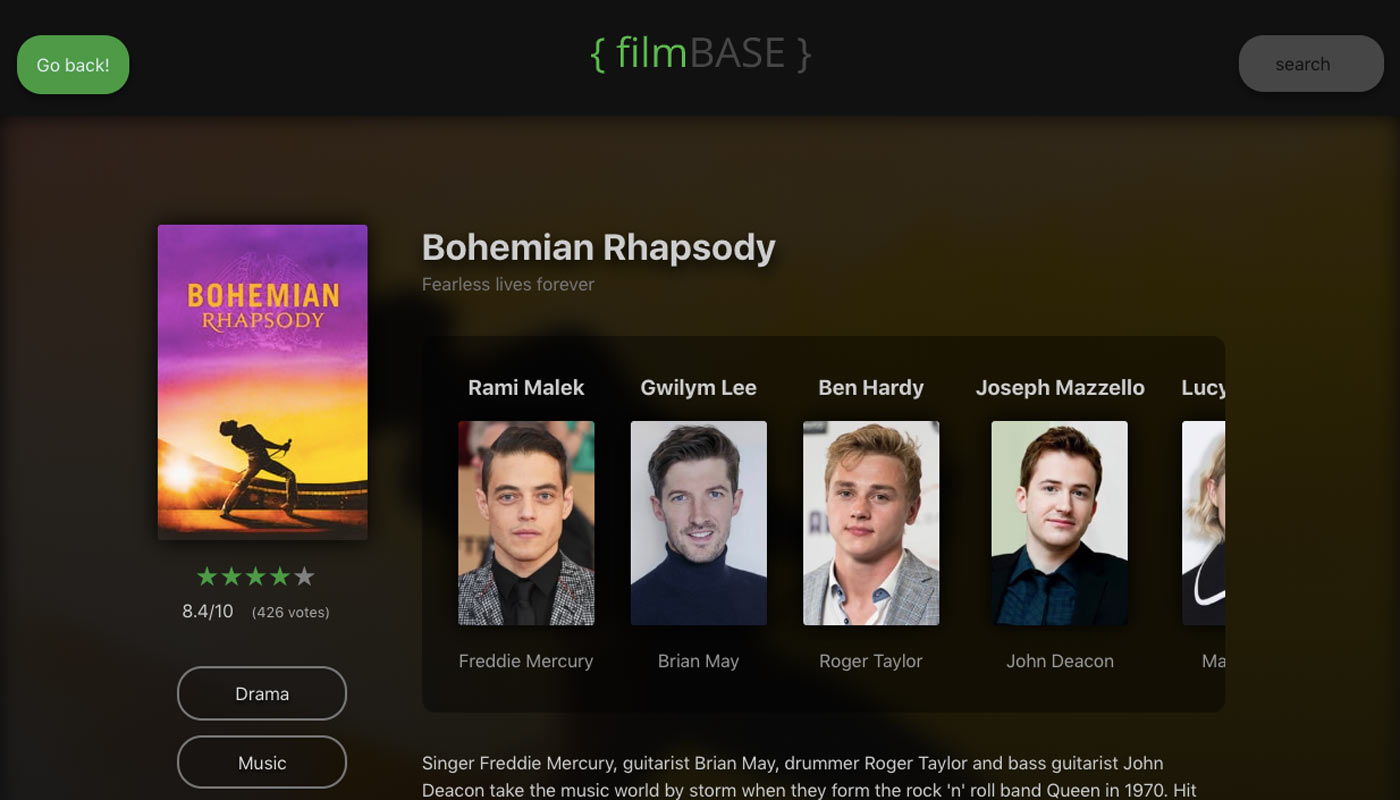 Go back!
{ filmBASE }
search
BOHEMIAN
RHAPSODY
8.4/10 (426 votes)
Drama
Music
Bohemian Rhapsody
Fearless lives forever
Rami Malek Gwilym Lee Ben Hardy Joseph Mazzello Lucy
Freddie Mercury Brian May Roger Taylor John Deacon Ma
Singer Freddie Mercury, guitarist Brian May, drummer Roger Taylor and bass guitarist John
Deacon take the music world by storm when they form the rock 'n' roll band Queen in 1970. Hit